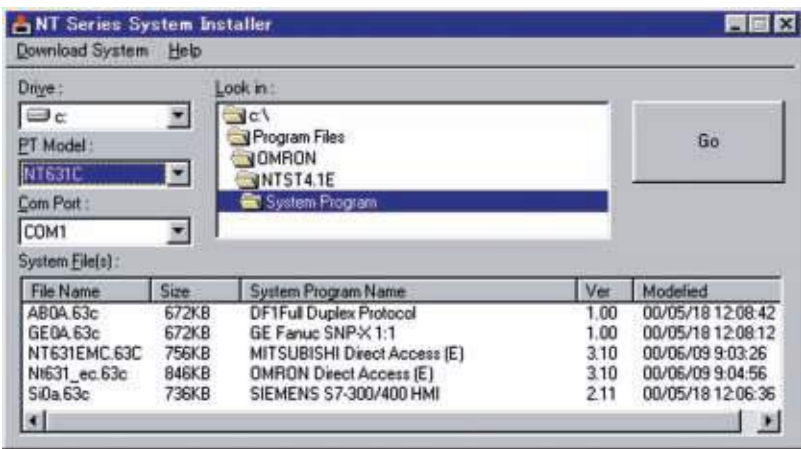 NT Series System Installer
Download System Help
Drive :
c:
PT Model :
NT631C
Com Port :
COM1
Look in :
c:\
Program Files
OMRON
NTST4.1E
System Program
Go
System File(s) :
File Name Size System Program Name Ver Modefied
AB0A.63c 672KB DF1Full Duplex Protocol 1.00 00/05/18 12:08:42
GE0A.63c 672KB GE Fanuc SNP-X 1:1 1.00 00/05/18 12:08:12
NT631EMC.63C 756KB MITSUBISHI Direct Access (E) 3.10 00/06/09 9:03:26
Nt631_ec.63c 846KB OMRON Direct Access (E) 3.10 00/06/09 9:04:56
Si0a.63c 736KB SIEMENS S7-300/400 HMI 2.11 00/05/18 12:06:36